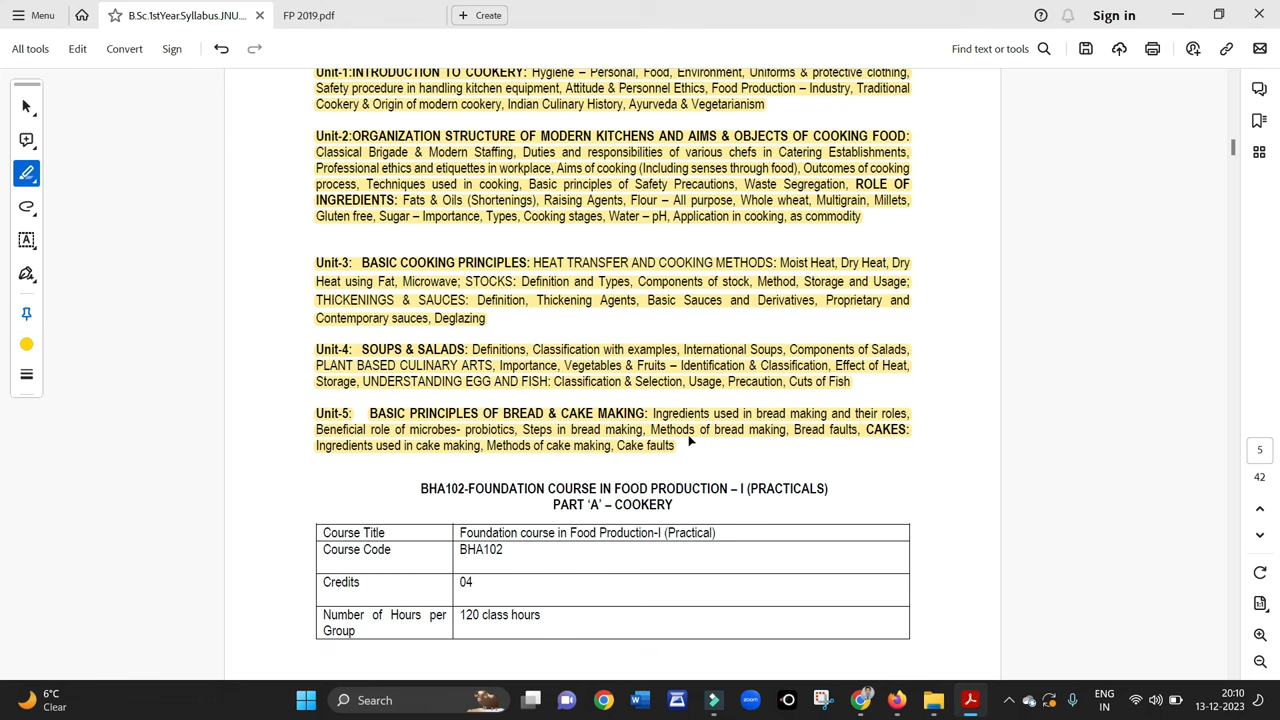 Menu
B.Sc.1stYear.Syllabus.JNU....
FP 2019.pdf
Create
Sign in
All tools
Edit
Convert
Sign
Find text or tools
Unit-1:INTRODUCTION TO COOKERY: Hygiene – Personal, Food, Environment, Uniforms & protective clothing,
Safety procedure in handling kitchen equipment, Attitude & Personnel Ethics, Food Production – Industry, Traditional
Cookery & Origin of modern cookery, Indian Culinary History, Ayurveda & Vegetarianism
Unit-2:ORGANIZATION STRUCTURE OF MODERN KITCHENS AND AIMS & OBJECTS OF COOKING FOOD:
Classical Brigade & Modern Staffing, Duties and responsibilities of various chefs in Catering Establishments,
Professional ethics and etiquettes in workplace, Aims of cooking (Including senses through food), Outcomes of cooking
process, Techniques used in cooking, Basic principles of Safety Precautions, Waste Segregation, ROLE OF
INGREDIENTS: Fats & Oils (Shortenings), Raising Agents, Flour – All purpose, Whole wheat, Multigrain, Millets,
Gluten free, Sugar – Importance, Types, Cooking stages, Water – pH, Application in cooking, as commodity
Unit-3: BASIC COOKING PRINCIPLES: HEAT TRANSFER AND COOKING METHODS: Moist Heat, Dry Heat, Dry
Heat using Fat, Microwave; STOCKS: Definition and Types, Components of stock, Method, Storage and Usage;
THICKENINGS & SAUCES: Definition, Thickening Agents, Basic Sauces and Derivatives, Proprietary and
Contemporary sauces, Deglazing
Unit-4: SOUPS & SALADS: Definitions, Classification with examples, International Soups, Components of Salads,
PLANT BASED CULINARY ARTS, Importance, Vegetables & Fruits – Identification & Classification, Effect of Heat,
Storage, UNDERSTANDING EGG AND FISH: Classification & Selection, Usage, Precaution, Cuts of Fish
Unit-5: BASIC PRINCIPLES OF BREAD & CAKE MAKING: Ingredients used in bread making and their roles,
Beneficial role of microbes- probiotics, Steps in bread making, Methods of bread making, Bread faults, CAKES:
Ingredients used in cake making, Methods of cake making, Cake faults
BHA102-FOUNDATION COURSE IN FOOD PRODUCTION – I (PRACTICALS)
PART ‘A’ – COOKERY
Course Title Foundation course in Food Production-I (Practical)
Course Code BHA102
Credits 04
Number of Hours per 120 class hours
Group
5
42
6°C
Clear
Search
zoom
ENG
IN
20:10
13-12-2023